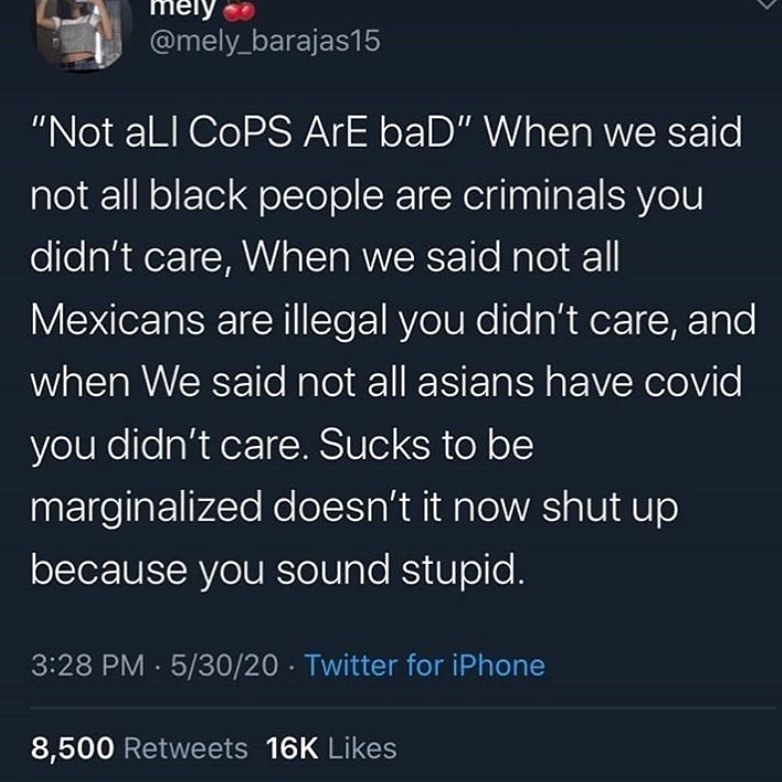 mely🍒
@mely_barajas15
"Not aLl CoPS ArE baD" When we said
not all black people are criminals you
didn't care, When we said not all
Mexicans are illegal you didn't care, and
when We said not all asians have covid
you didn't care. Sucks to be
marginalized doesn't it now shut up
because you sound stupid.
3:28 PM · 5/30/20 · Twitter for iPhone
8,500 Retweets 16K Likes